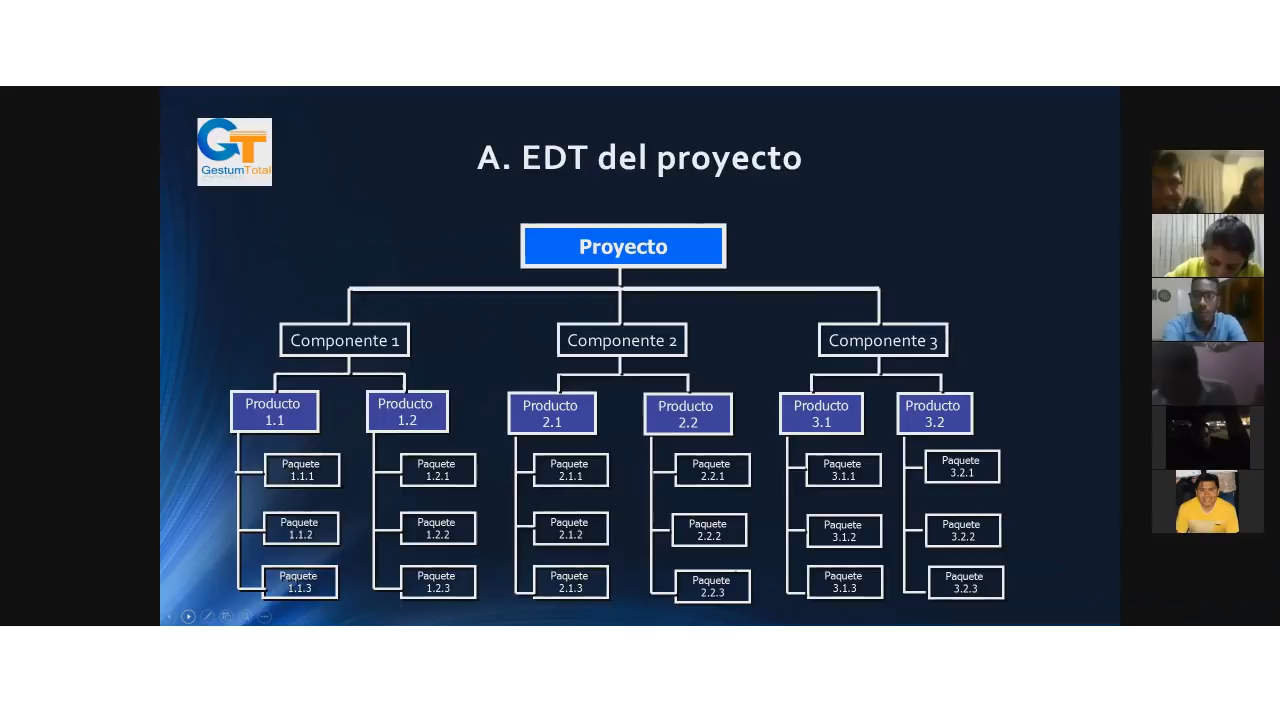 GT
GestumTotal
A. EDT del proyecto
Proyecto
Componente 1
Componente 2
Componente 3
Producto
1.1
Producto
1.2
Producto
2.1
Producto
2.2
Producto
3.1
Producto
3.2
Paquete
1.1.1
Paquete
1.2.1
Paquete
2.1.1
Paquete
2.2.1
Paquete
3.1.1
Paquete
3.2.1
Paquete
1.1.2
Paquete
1.2.2
Paquete
2.1.2
Paquete
2.2.2
Paquete
3.1.2
Paquete
3.2.2
Paquete
1.1.3
Paquete
1.2.3
Paquete
2.1.3
Paquete
2.2.3
Paquete
3.1.3
Paquete
3.2.3